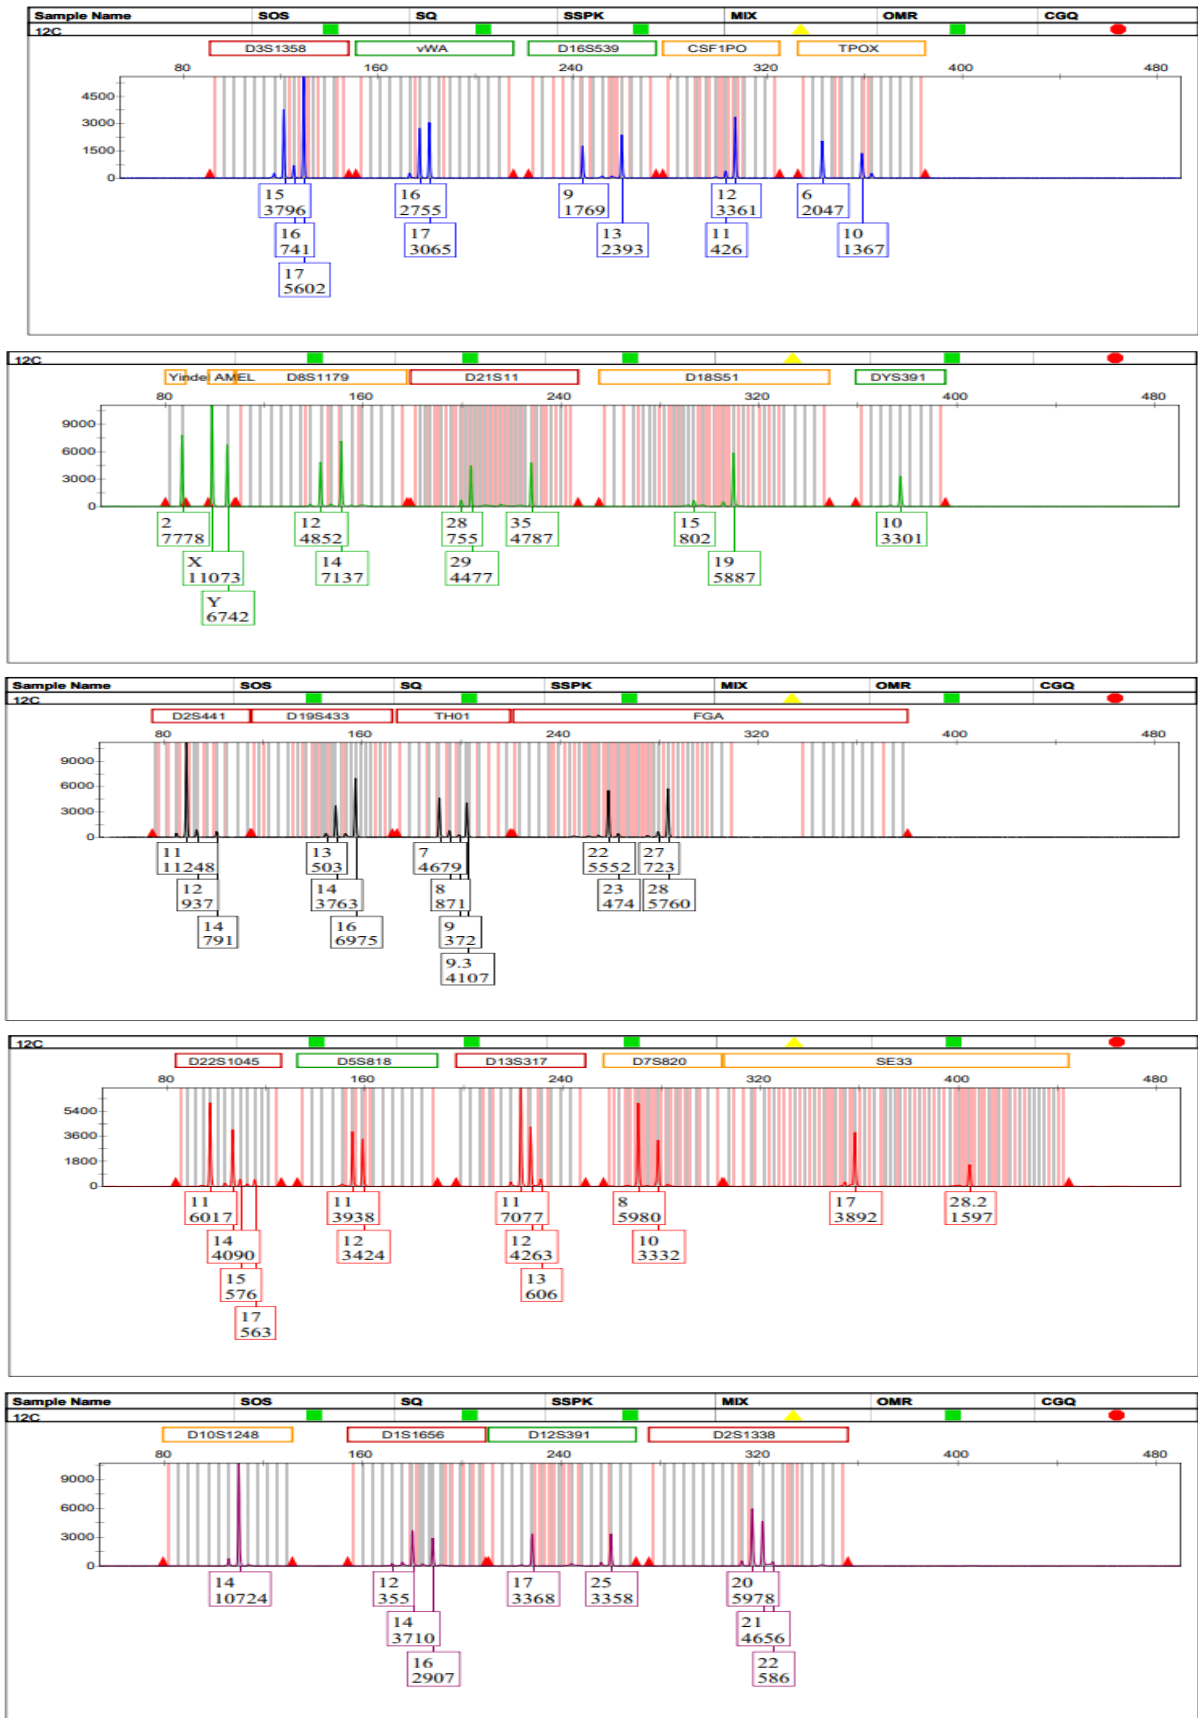 Sample Name SOS SQ SSPK MIX OMR CGQ
12C
D3S1358 vWA D16S539 CSF1PO TPOX
80 160 240 320 400 480
4500
3000
1500
0
15 16 9 12 6
3796 2755 1769 3361 2047
16 17 13 11 10
741 3065 2393 426 1367
17
5602
12C
Yindel AMEL D8S1179 D21S11 D18S51 DYS391
80 160 240 320 400 480
9000
6000
3000
0
2 12 28 35 15 10
7778 4852 755 4787 802 3301
X 14 29 19
11073 7137 4477 5887
Y
6742
Sample Name SOS SQ SSPK MIX OMR CGQ
12C
D2S441 D19S433 TH01 FGA
80 160 240 320 400 480
9000
6000
3000
0
11 13 7 22 27
11248 503 4679 5552 723
12 14 8 23 28
937 3763 871 474 5760
14 16 9
791 6975 372
9.3
4107
12C
D22S1045 D5S818 D13S317 D7S820 SE33
80 160 240 320 400 480
5400
3600
1800
0
11 11 11 8 17 28.2
6017 3938 7077 5980 3892 1597
14 12 12 10
4090 3424 4263 3332
15 13
576 606
17
563
Sample Name SOS SQ SSPK MIX OMR CGQ
12C
D10S1248 D1S1656 D12S391 D2S1338
80 160 240 320 400 480
9000
6000
3000
0
14 12 17 25 20
10724 355 3368 3358 5978
14 21
3710 4656
16 22
2907 586